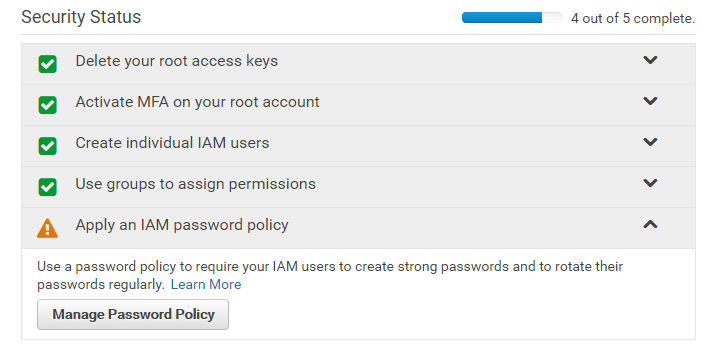 Security Status
4 out of 5 complete.
Delete your root access keys
Activate MFA on your root account
Create individual IAM users
Use groups to assign permissions
Apply an IAM password policy
Use a password policy to require your IAM users to create strong passwords and to rotate their
passwords regularly. Learn More
Manage Password Policy